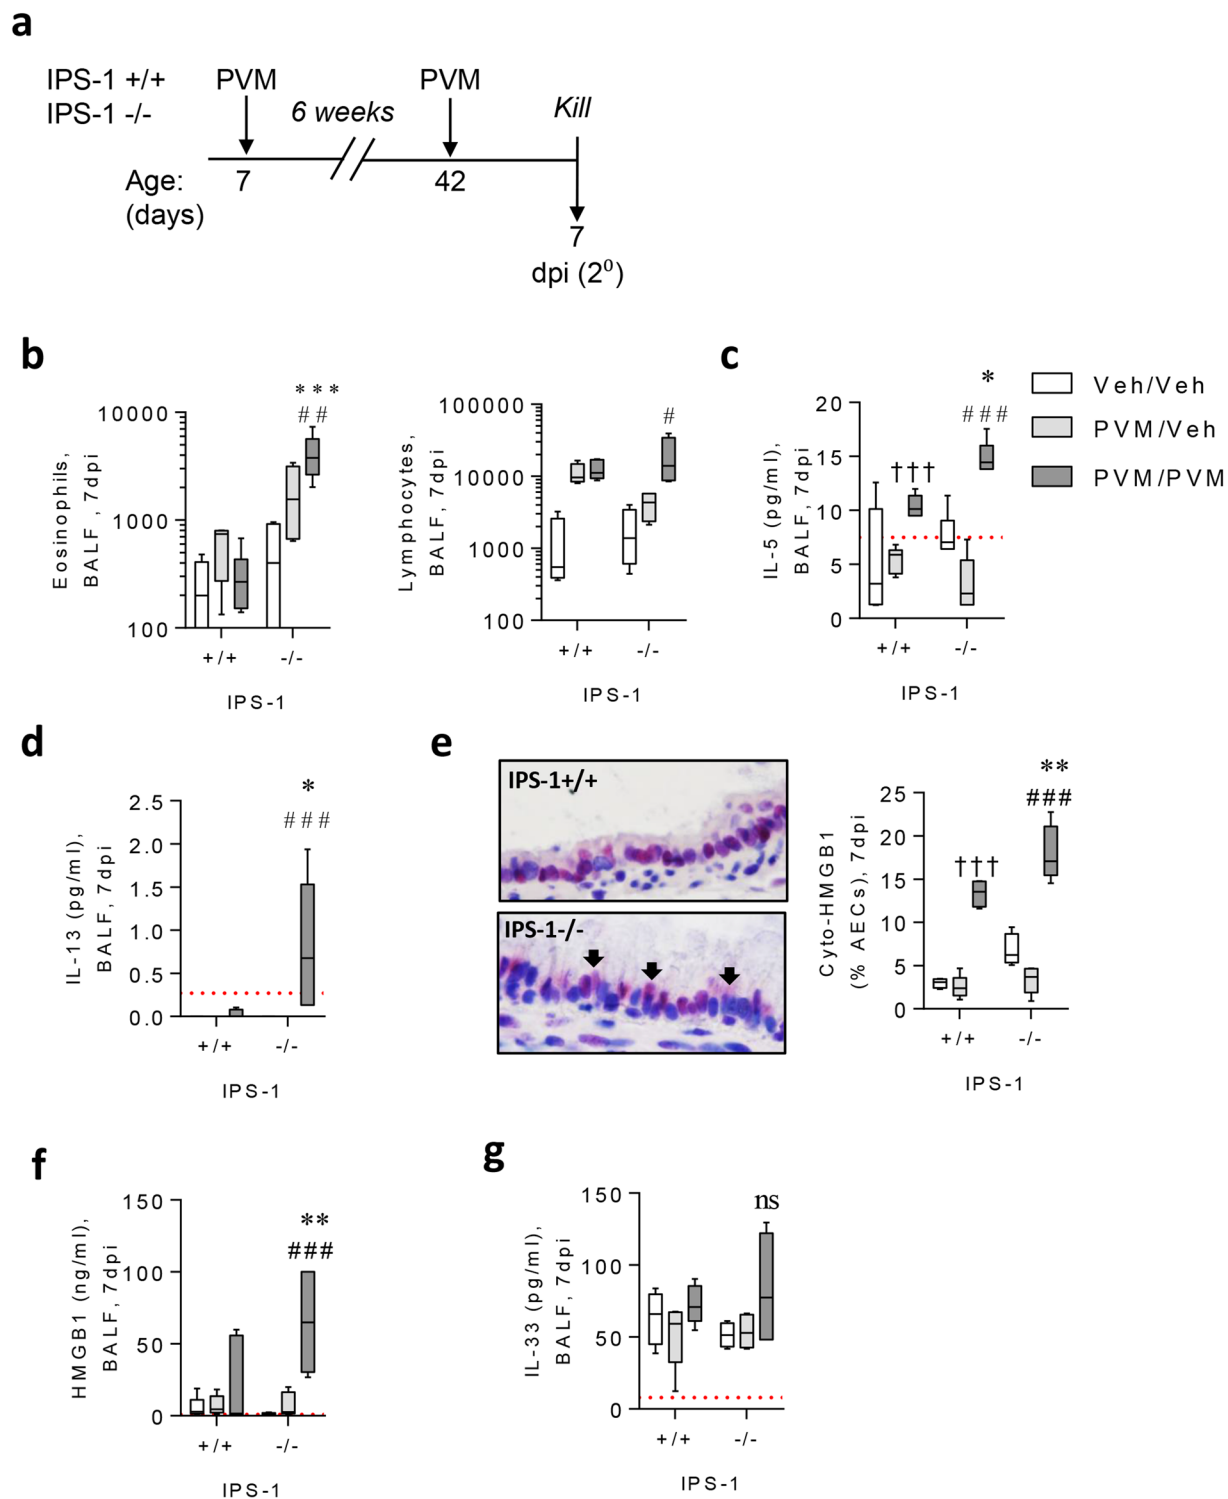 a
IPS-1 +/+
IPS-1 -/-
PVM
6 weeks
PVM
Kill
Age:
(days)
7
42
7
dpi (2⁰)
b
Eosinophils,
BALF, 7dpi
10000
1000
100
* * *
# #
+/+
-/-
IPS-1
Lymphocytes,
BALF, 7dpi
100000
10000
1000
100
#
+/+
-/-
IPS-1
c
IL-5 (pg/ml),
BALF, 7dpi
20
15
10
5
0
†††
*
# # #
+/+
-/-
IPS-1
Veh/Veh
PVM/Veh
PVM/PVM
d
IL-13 (pg/ml),
BALF, 7dpi
2.5
2.0
1.5
1.0
0.5
0.0
*
# # #
+/+
-/-
IPS-1
e
IPS-1+/+
IPS-1-/-
Cyto-HMGB1
(% AECs), 7dpi
25
20
15
10
5
0
†††
**
###
+/+
-/-
IPS-1
f
HMGB1 (ng/ml),
BALF, 7dpi
150
100
50
0
**
###
+/+
-/-
IPS-1
g
IL-33 (pg/ml),
BALF, 7dpi
150
100
50
0
ns
+/+
-/-
IPS-1